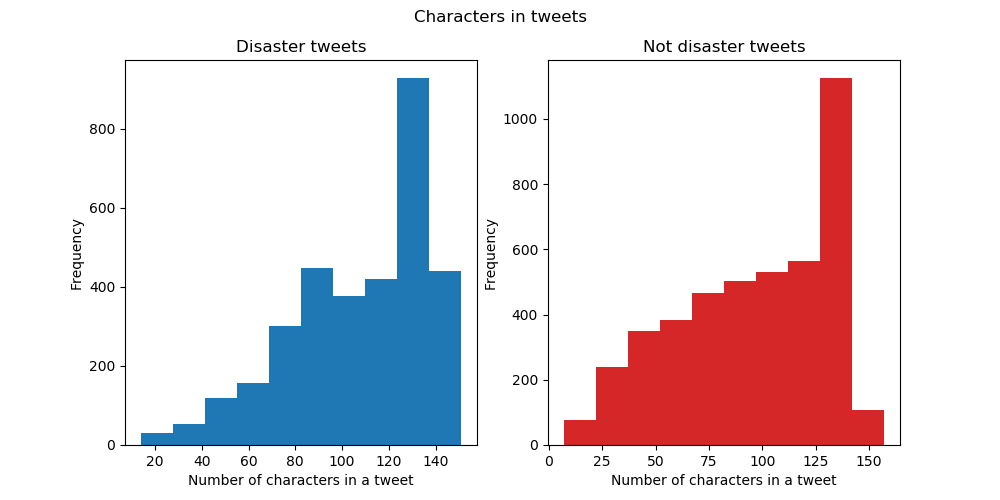 Characters in tweets
Disaster tweets
Frequency
800
600
400
200
0
20 40 60 80 100 120 140
Number of characters in a tweet
Not disaster tweets
Frequency
1000
800
600
400
200
0
0 25 50 75 100 125 150
Number of characters in a tweet